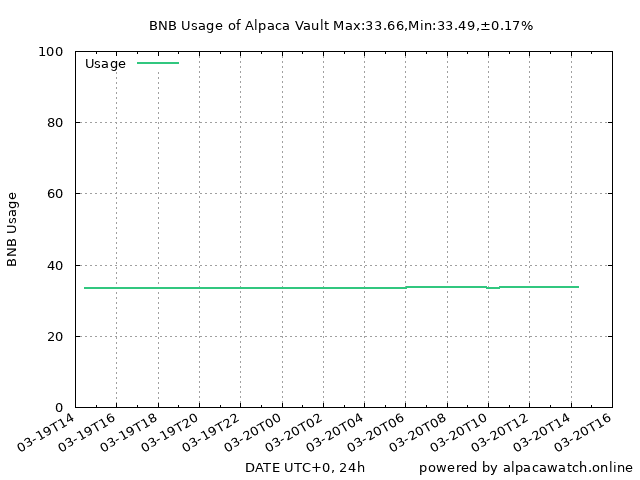 BNB Usage of Alpaca Vault Max:33.66,Min:33.49,±0.17%
100
80
60
40
20
0
BNB Usage
Usage
03-19T14
03-19T16
03-19T18
03-19T20
03-19T22
03-20T00
03-20T02
03-20T04
03-20T06
03-20T08
03-20T10
03-20T12
03-20T14
03-20T16
DATE UTC+0, 24h
powered by alpacawatch.online